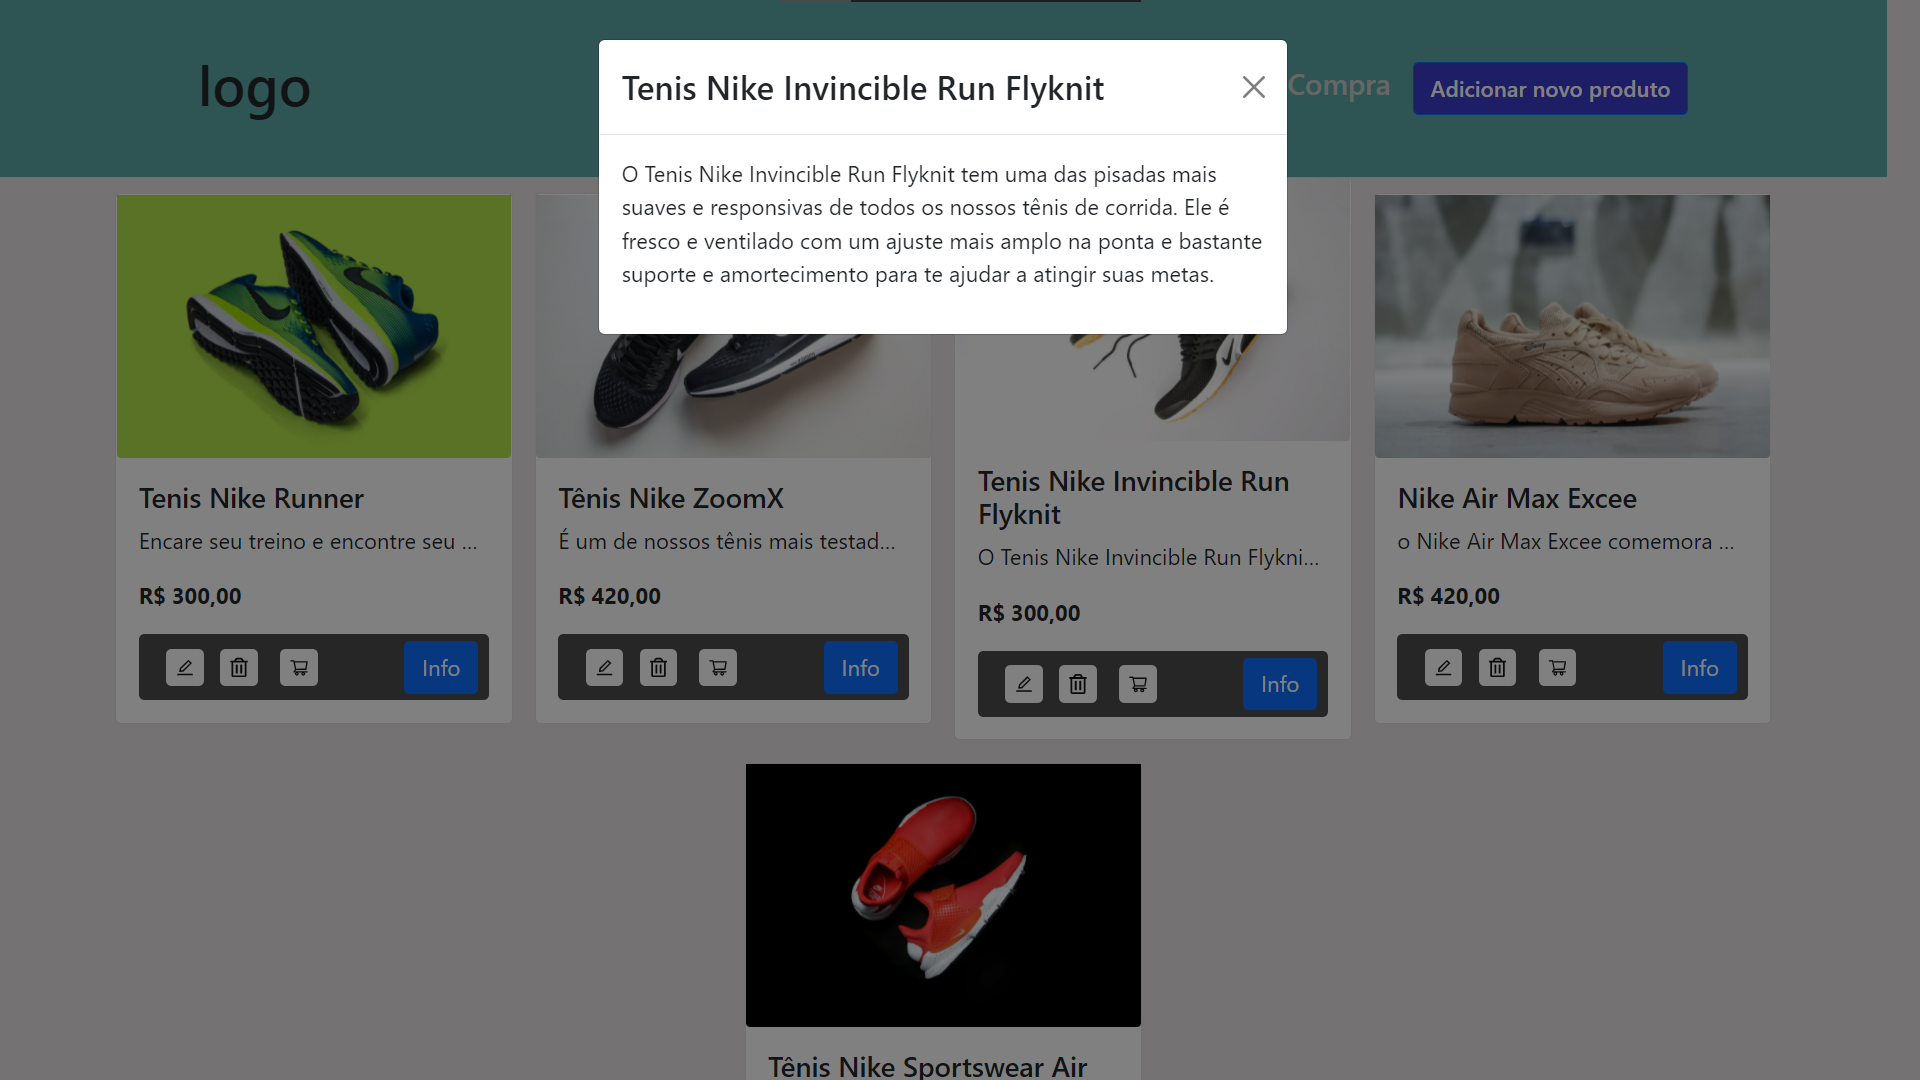 logo
Compra
Adicionar novo produto
Tenis Nike Invincible Run Flyknit
O Tenis Nike Invincible Run Flyknit tem uma das pisadas mais
suaves e responsivas de todos os nossos tênis de corrida. Ele é
fresco e ventilado com um ajuste mais amplo na ponta e bastante
suporte e amortecimento para te ajudar a atingir suas metas.
Tenis Nike Runner
Encare seu treino e encontre seu ...
R$ 300,00
Info
Tênis Nike ZoomX
É um de nossos tênis mais testad...
R$ 420,00
Info
Tenis Nike Invincible Run
Flyknit
O Tenis Nike Invincible Run Flykni...
R$ 300,00
Info
Nike Air Max Excee
o Nike Air Max Excee comemora ...
R$ 420,00
Info
Tênis Nike Sportswear Air